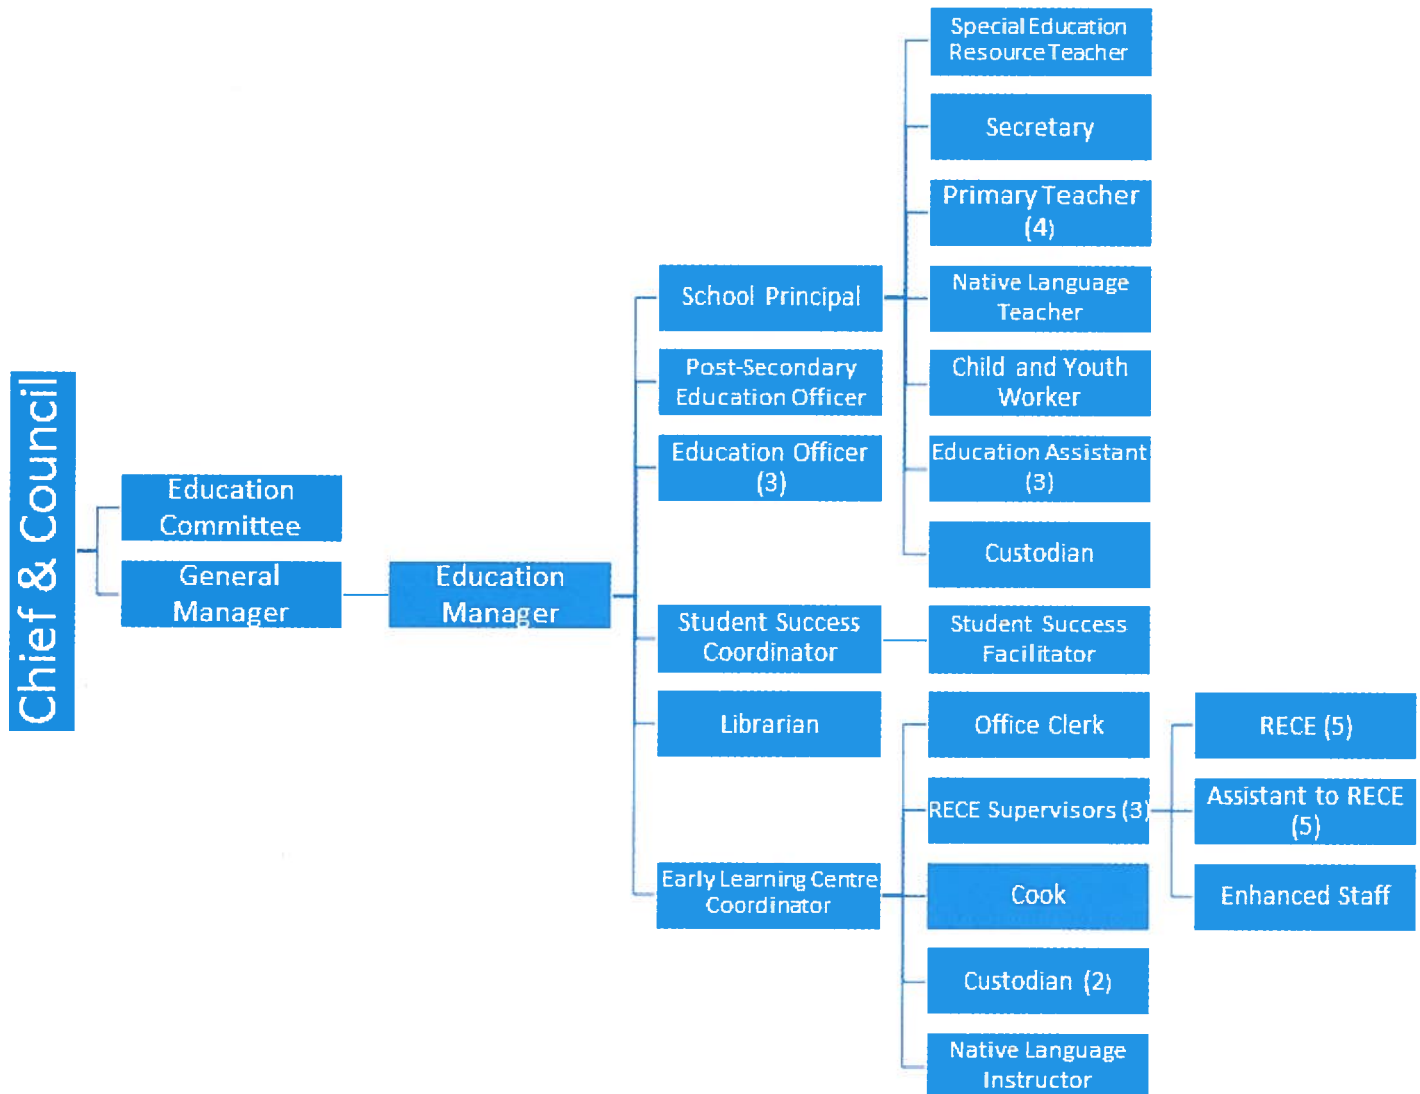 Chief & Council
Education
Committee
General
Manager
Education
Manager
School Principal
Post-Secondary
Education Officer
Education Officer
(3)
Student Success
Coordinator
Librarian
Early Learning Centre
Coordinator
Special Education
Resource Teacher
Secretary
Primary Teacher
(4)
Native Language
Teacher
Child and Youth
Worker
Education Assistant
(3)
Custodian
Student Success
Facilitator
Office Clerk
RECE Supervisors (3)
Cook
Custodian (2)
Native Language
Instructor
RECE (5)
Assistant to RECE
(5)
Enhanced Staff